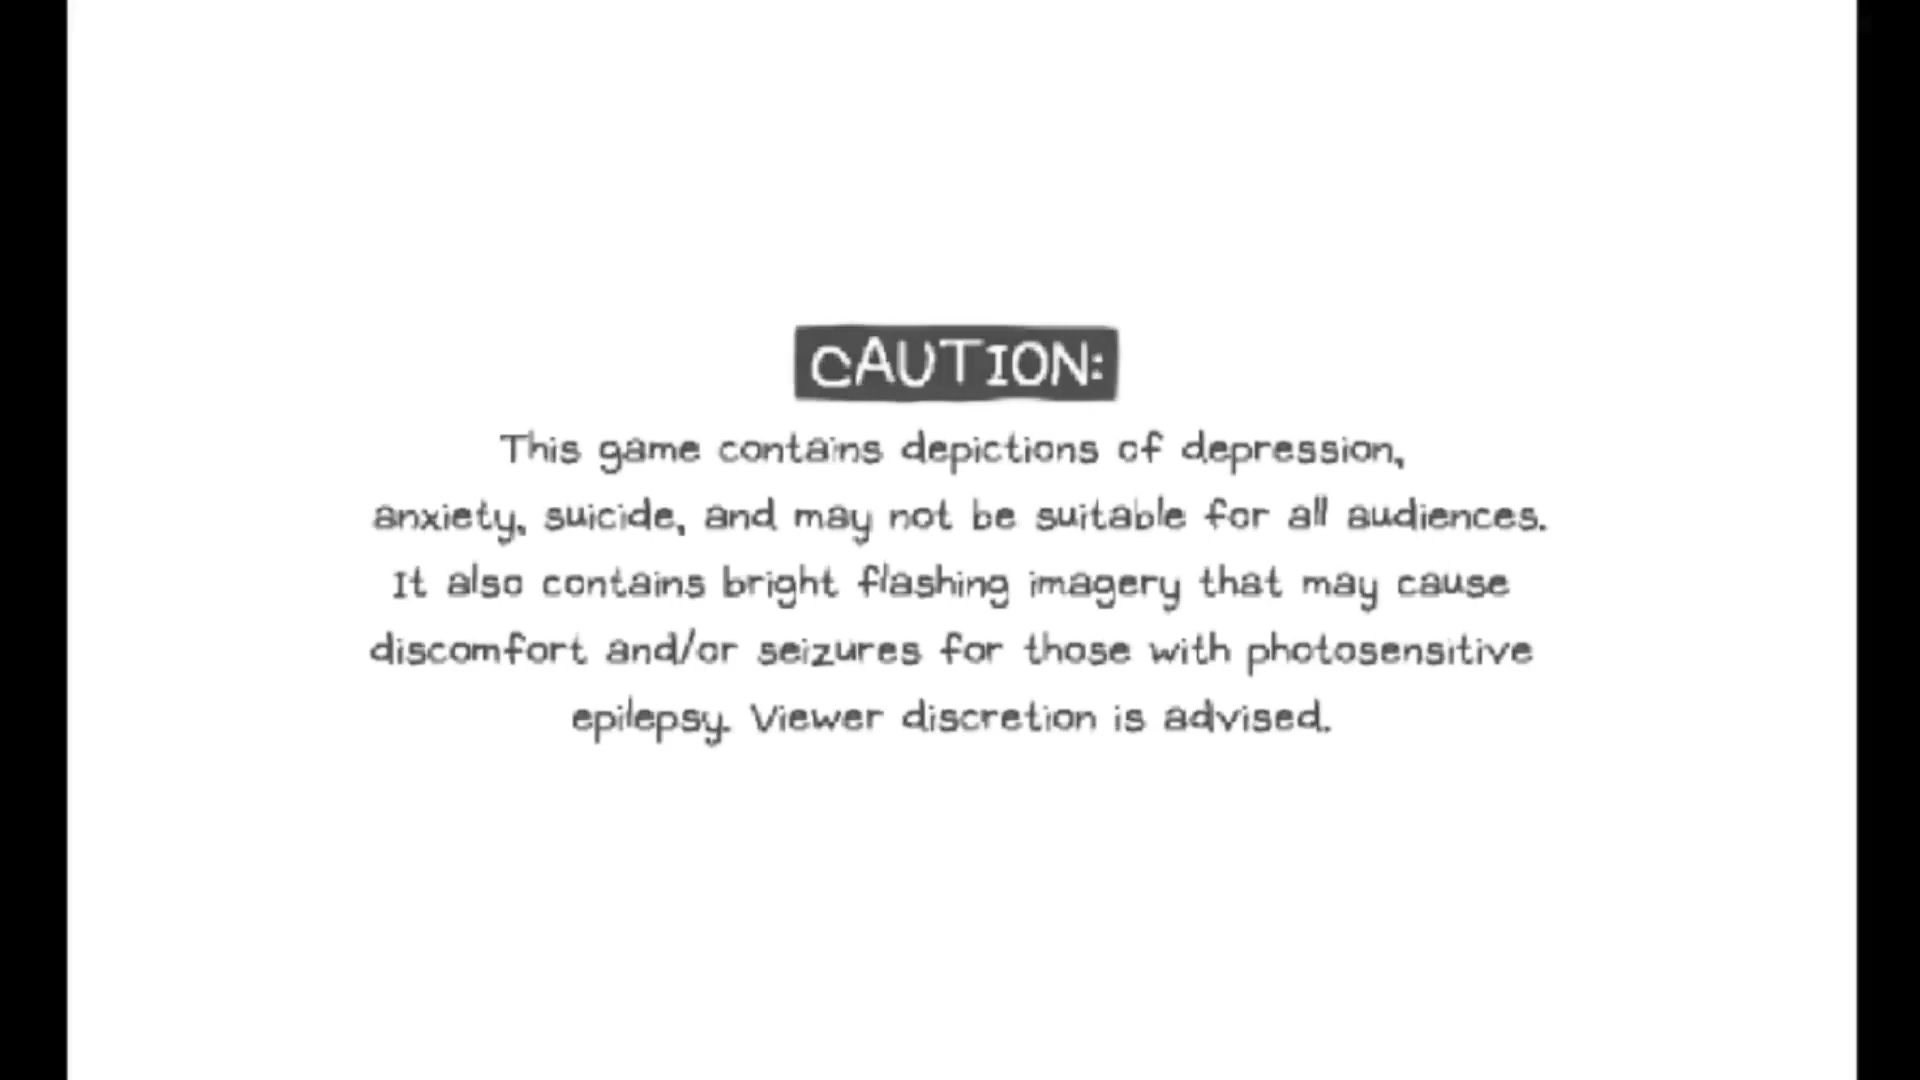 CAUTION:
This game contains depictions of depression,
anxiety, suicide, and may not be suitable for all audiences.
It also contains bright flashing imagery that may cause
discomfort and/or seizures for those with photosensitive
epilepsy. Viewer discretion is advised.